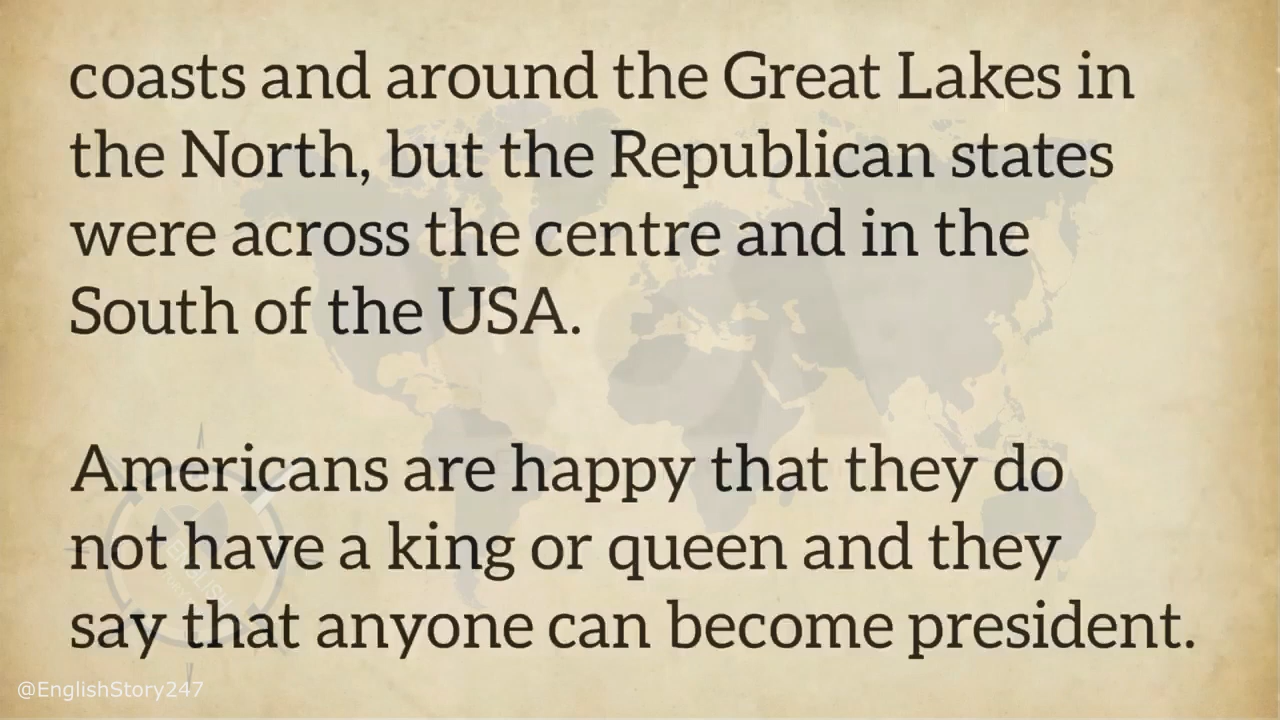 coasts and around the Great Lakes in
the North, but the Republican states
were across the centre and in the
South of the USA.
Americans are happy that they do
not have a king or queen and they
say that anyone can become president.
@EnglishStory247